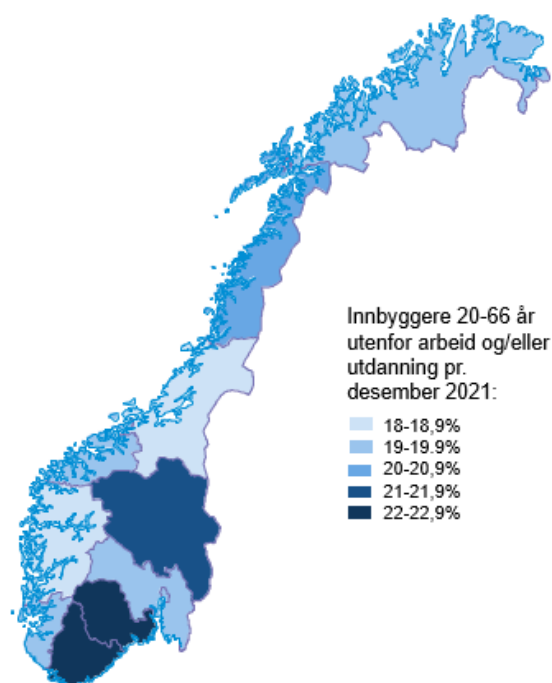 Innbyggere 20-66 år
utenfor arbeid og/eller
utdanning pr.
desember 2021:
18-18,9%
19-19.9%
20-20,9%
21-21,9%
22-22,9%